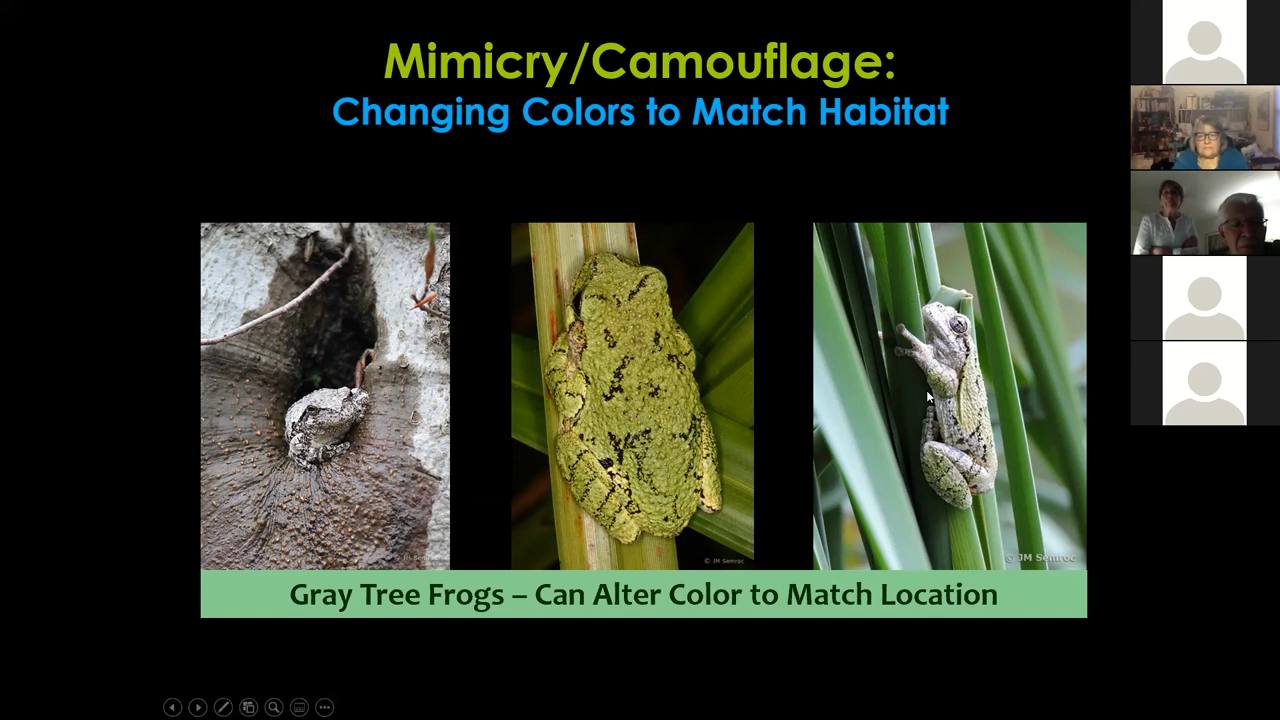 Mimicry/Camouflage:
Changing Colors to Match Habitat
© JM Semroc
© JM Semroc
Gray Tree Frogs – Can Alter Color to Match Location